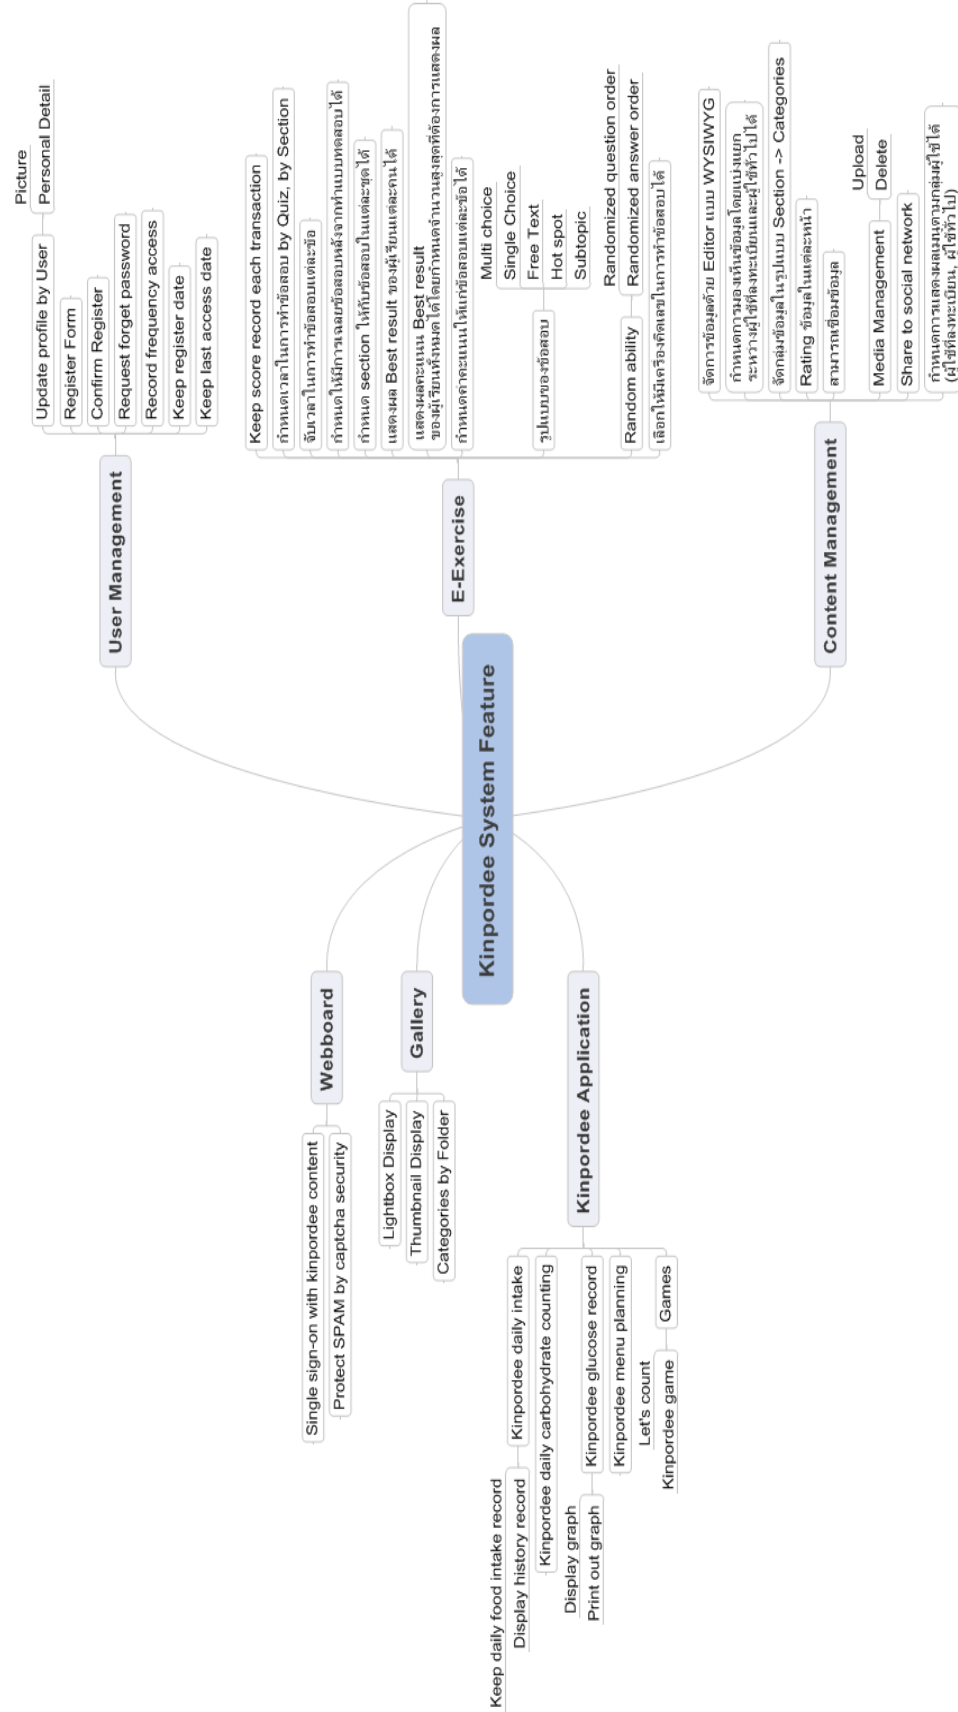 Kinpordee System Feature
User Management
Update profile by User
Picture
Personal Detail
Register Form
Confirm Register
Request forget password
Record frequency access
Keep register date
Keep last access date
E-Exercise
Keep score record each transaction
กำหนดเวลาในการทำข้อสอบ by Quiz, by Section
จับเวลาในการทำข้อสอบแต่ละข้อ
กำหนดให้มีการเฉลยข้อสอบหลังจากทำแบบทดสอบได้
กำหนด section ให้กับข้อสอบในแต่ละชุดได้
แสดงผล Best result ของผู้เรียนแต่ละคนได้
แสดงผลคะแนน Best result
ของผู้เรียนทั้งหมดได้โดยกำหนดจำนวนสูงสุดที่ต้องการแสดงผล
กำหนดค่าคะแนนให้แก่ข้อสอบแต่ละข้อได้
รูปแบบของข้อสอบ
Multi choice
Single Choice
Free Text
Hot spot
Subtopic
Random ability
Randomized question order
Randomized answer order
เลือกให้มีเครื่องคิดเลขในการทำข้อสอบได้
Content Management
จัดการข้อมูลด้วย Editor แบบ WYSIWYG
กำหนดการมองเห็นข้อมูลโดยแบ่งแยก
ระหว่างผู้ใช้ที่ลงทะเบียนและผู้ใช้ทั่วไปได้
จัดกลุ่มข้อมูลในรูปแบบ Section -> Categories
Rating ข้อมูลในแต่ละหน้า
สามารถเชื่อมข้อมูล
Media Management
Upload
Delete
Share to social network
กำหนดการแสดงผลเมนูตามกลุ่มผู้ใช้ได้
(ผู้ใช้ที่ลงทะเบียน, ผู้ใช้ทั่วไป)
Webboard
Single sign-on with kinpordee content
Protect SPAM by captcha security
Gallery
Lightbox Display
Thumbnail Display
Categories by Folder
Kinpordee Application
Kinpordee daily intake
Keep daily food intake record
Display history record
Kinpordee daily carbohydrate counting
Kinpordee glucose record
Display graph
Print out graph
Kinpordee menu planning
Games
Let's count
Kinpordee game